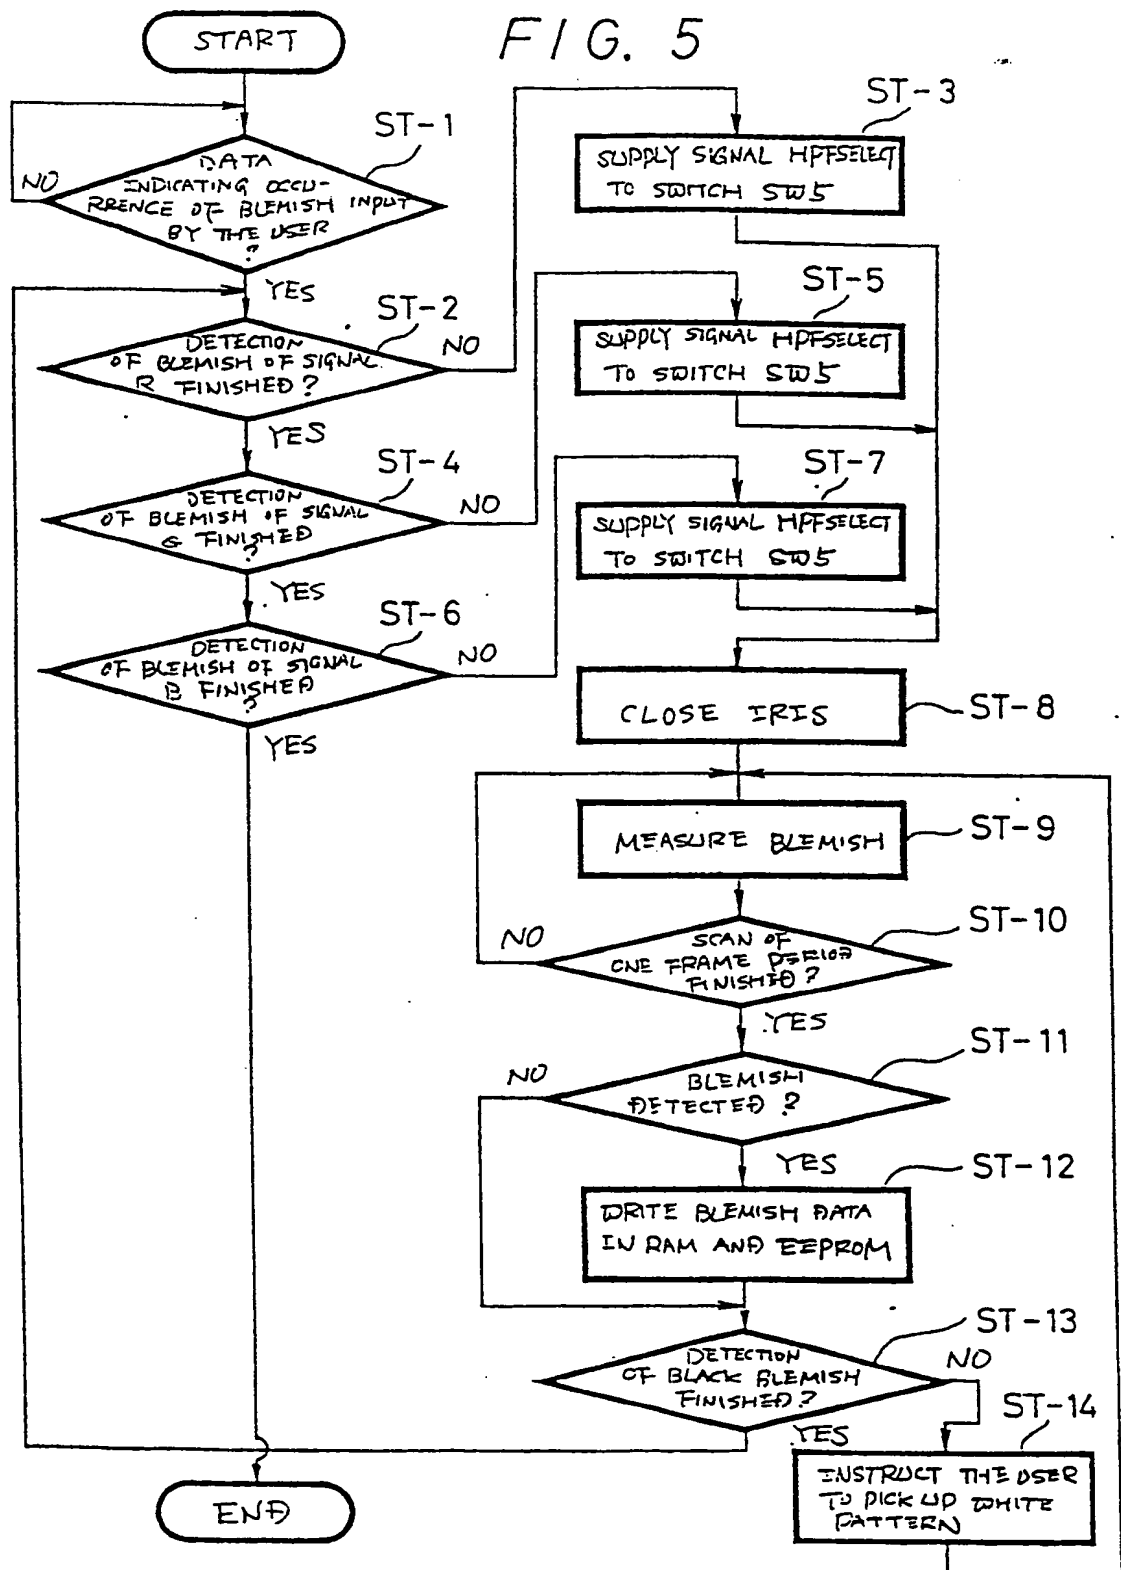 FIG. 5
START
ST-1
DATA
INDICATING OCCU-
RRENCE OF BLEMISH INPUT
BY THE USER
?
NO
YES
ST-2
DETECTION
OF BLEMISH OF SIGNAL
R FINISHED?
NO
YES
ST-3
SUPPLY SIGNAL HPFSELECT
TO SWITCH SW5
ST-4
DETECTION
OF BLEMISH OF SIGNAL
G FINISHED
?
NO
YES
ST-5
SUPPLY SIGNAL HPFSELECT
TO SWITCH SW5
ST-6
DETECTION
OF BLEMISH OF SIGNAL
B FINISHED
?
NO
YES
ST-7
SUPPLY SIGNAL HPFSELECT
TO SWITCH SW5
CLOSE IRIS
ST-8
MEASURE BLEMISH
ST-9
ST-10
SCAN OF
ONE FRAME PERIOD
FINISHED?
NO
YES
ST-11
BLEMISH
DETECTED?
NO
YES
ST-12
WRITE BLEMISH DATA
IN RAM AND EEPROM
ST-13
DETECTION
OF BLACK BLEMISH
FINISHED?
NO
YES
ST-14
INSTRUCT THE USER
TO PICK UP WHITE
PATTERN
END